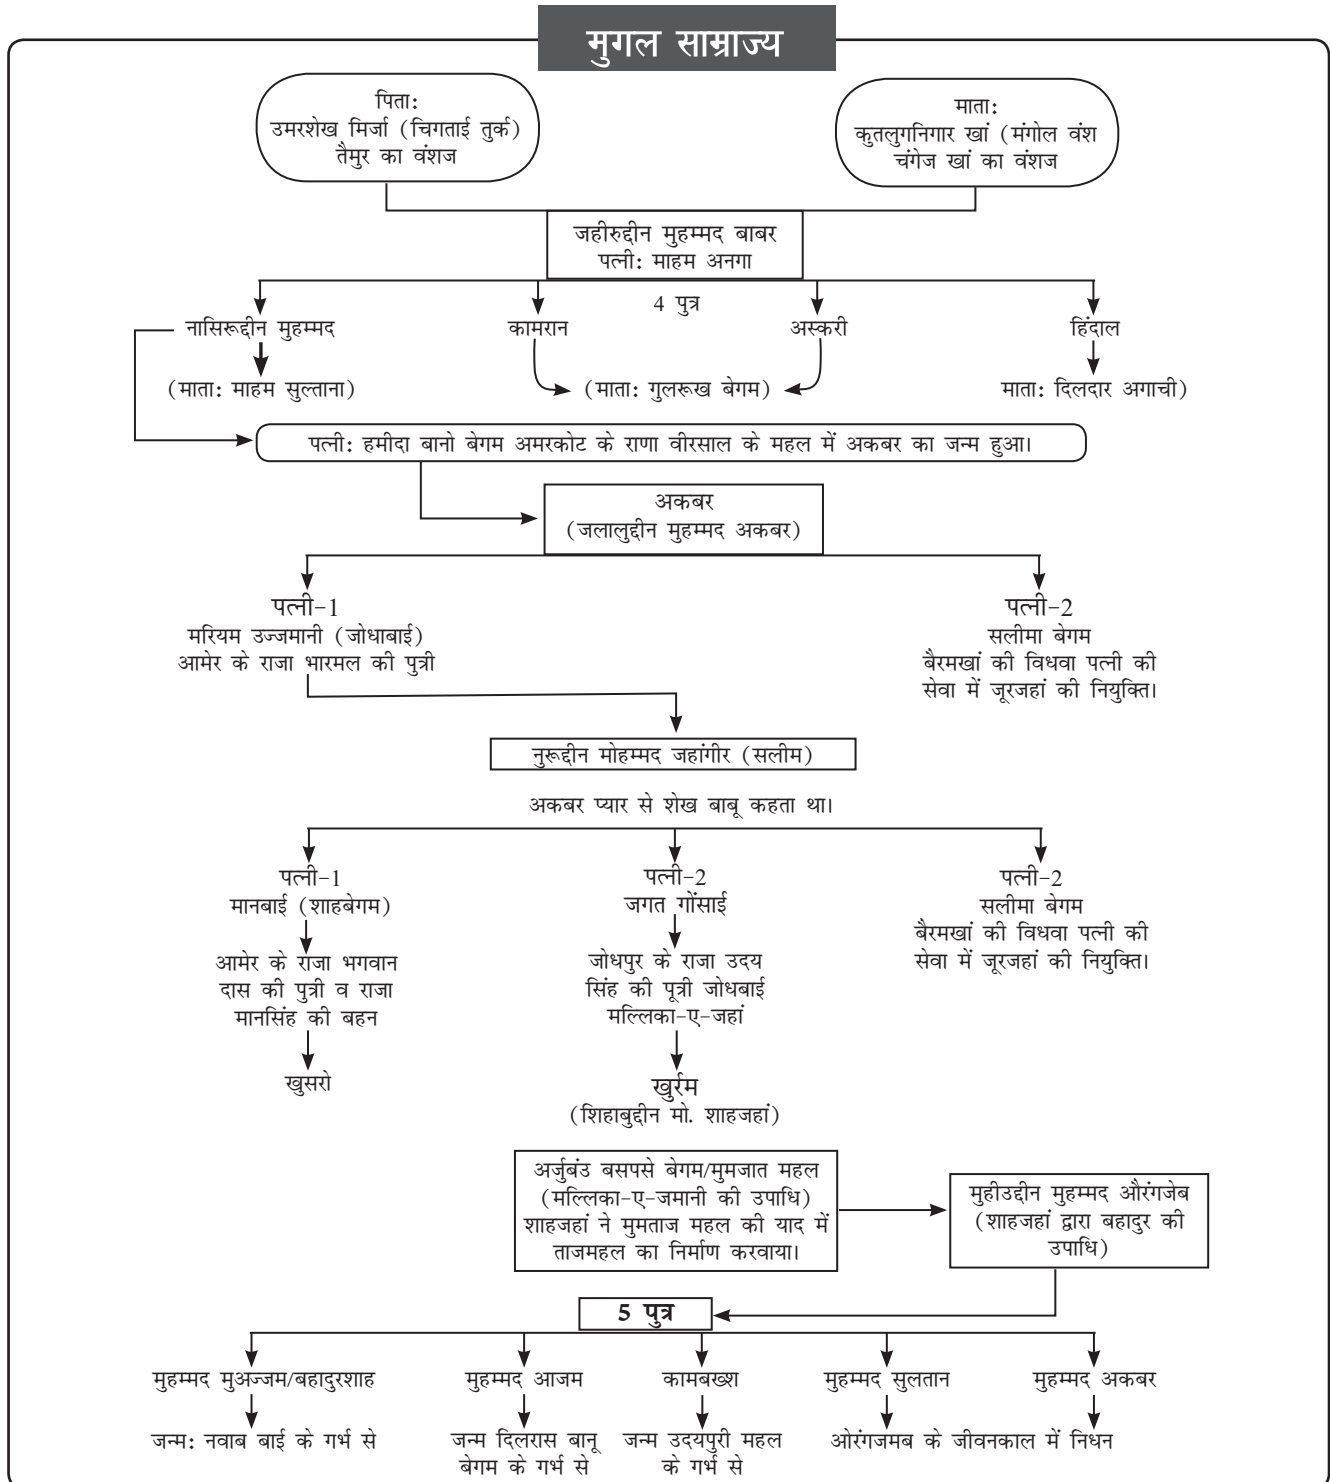 मुगल साम्राज्य
पिता:
उमरशेख मिर्जा (चिगताई तुर्क)
तैमुर का वंशज
माता:
कुतलुगनिगार खां (मंगोल वंश
चंगेज खां का वंशज
जहीरुद्दीन मुहम्मद बाबर
पत्नी: माहम अनगा
4 पुत्र
नासिरूद्दीन मुहम्मद
कामरान
अस्करी
हिंदाल
(माता: माहम सुल्ताना)
(माता: गुलरूख बेगम)
माता: दिलदार अगाची)
पत्नी: हमीदा बानो बेगम अमरकोट के राणा वीरसाल के महल में अकबर का जन्म हुआ।
अकबर
(जलालुद्दीन मुहम्मद अकबर)
पत्नी-1
मरियम उज्जमानी (जोधाबाई)
आमेर के राजा भारमल की पुत्री
पत्नी-2
सलीमा बेगम
बैरमखां की विधवा पत्नी की
सेवा में जूरजहां की नियुक्ति।
नुरूद्दीन मोहम्मद जहांगीर (सलीम)
अकबर प्यार से शेख बाबू कहता था।
पत्नी-1
मानबाई (शाहबेगम)
आमेर के राजा भगवान
दास की पुत्री व राजा
मानसिंह की बहन
खुसरो
पत्नी-2
जगत गोंसाई
जोधपुर के राजा उदय
सिंह की पूत्री जोधबाई
मल्लिका-ए-जहां
खुर्रम
(शिहाबुद्दीन मो. शाहजहां)
पत्नी-2
सलीमा बेगम
बैरमखां की विधवा पत्नी की
सेवा में जूरजहां की नियुक्ति।
अर्जुबंउ बसपसे बेगम/मुमजात महल
(मल्लिका-ए-जमानी की उपाधि)
शाहजहां ने मुमताज महल की याद में
ताजमहल का निर्माण करवाया।
मुहीउद्दीन मुहम्मद औरंगजेब
(शाहजहां द्वारा बहादुर की
उपाधि)
5 पुत्र
मुहम्मद मुअज्जम/बहादुरशाह
मुहम्मद आजम
कामबख्श
मुहम्मद सुलतान
मुहम्मद अकबर
जन्म: नवाब बाई के गर्भ से
जन्म दिलरास बानू
बेगम के गर्भ से
जन्म उदयपुरी महल
के गर्भ से
ओरंगजमब के जीवनकाल में निधन